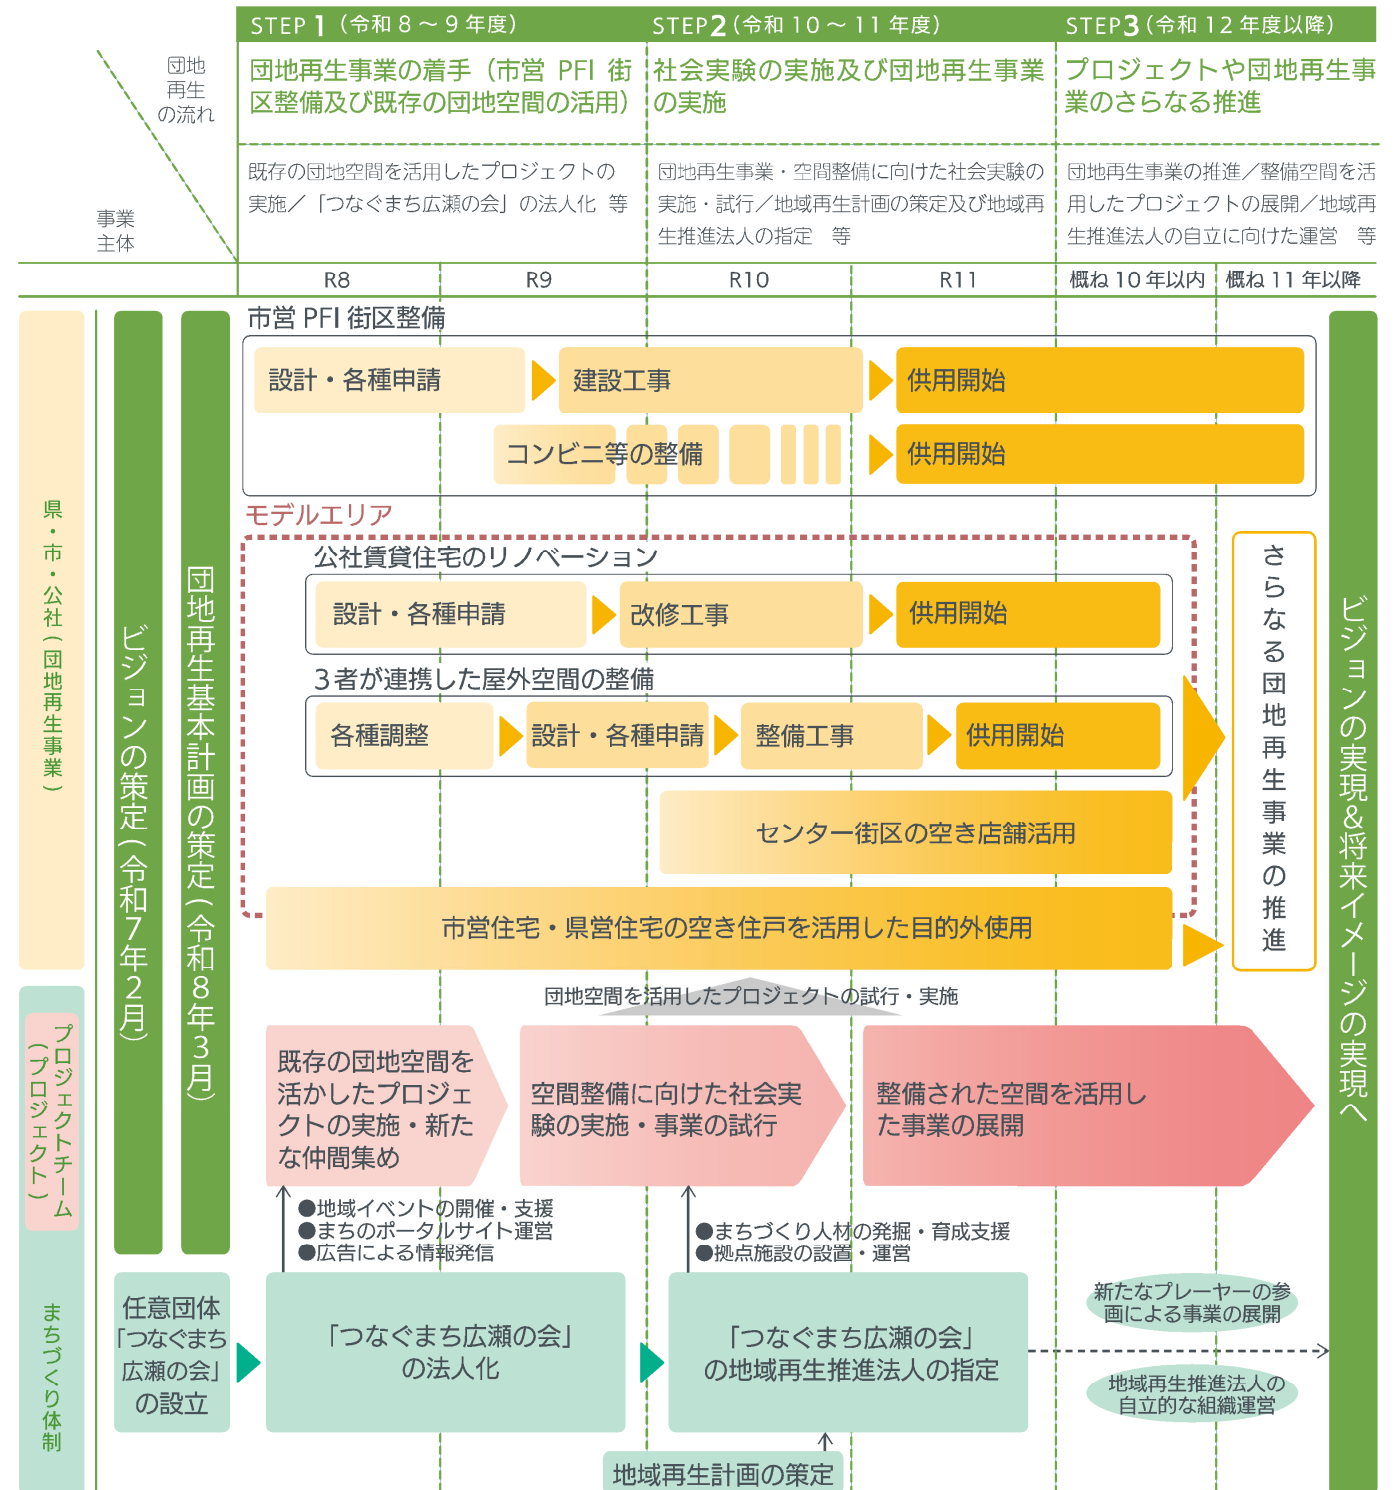 STEP 1（令和 8 ～ 9 年度）
STEP 2（令和 10 ～ 11 年度）
STEP 3（令和 12 年度以降）
団地
再生
の流れ
事業
主体
団地再生事業の着手（市営 PFI 街
区整備及び既存の団地空間の活用）
社会実験の実施及び団地再生事業
の実施
プロジェクトや団地再生事
業のさらなる推進
既存の団地空間を活用したプロジェクトの
実施／「つなぐまち広瀬の会」の法人化 等
団地再生事業・空間整備に向けた社会実験の
実施・試行／地域再生計画の策定及び地域再
生推進法人の指定　等
団地再生事業の推進／整備空間を活
用したプロジェクトの展開／地域再
生推進法人の自立に向けた運営　等
R8
R9
R10
R11
概ね 10 年以内
概ね 11 年以降
県・市・公社（団地再生事業）
ビジョンの策定（令和7年2月）
団地再生基本計画の策定（令和8年3月）
市営 PFI 街区整備
設計・各種申請
建設工事
供用開始
コンビニ等の整備
供用開始
モデルエリア
公社賃貸住宅のリノベーション
設計・各種申請
改修工事
供用開始
3 者が連携した屋外空間の整備
各種調整
設計・各種申請
整備工事
供用開始
センター街区の空き店舗活用
市営住宅・県営住宅の空き住戸を活用した目的外使用
さらなる団地再生事業の推進
ビジョンの実現&将来イメージの実現へ
団地空間を活用したプロジェクトの試行・実施
プロジェクトチーム
（プロジェクト）
既存の団地空間を
活かしたプロジェ
クトの実施・新た
な仲間集め
空間整備に向けた社会実
験の実施・事業の試行
整備された空間を活用し
た事業の展開
●地域イベントの開催・支援
●まちのポータルサイト運営
●広告による情報発信
●まちづくり人材の発掘・育成支援
●拠点施設の設置・運営
まちづくり体制
任意団体
「つなぐまち
広瀬の会」
の設立
「つなぐまち広瀬の会」
の法人化
「つなぐまち広瀬の会」
の地域再生推進法人の指定
新たなプレーヤーの参
画による事業の展開
地域再生推進法人の
自立的な組織運営
地域再生計画の策定